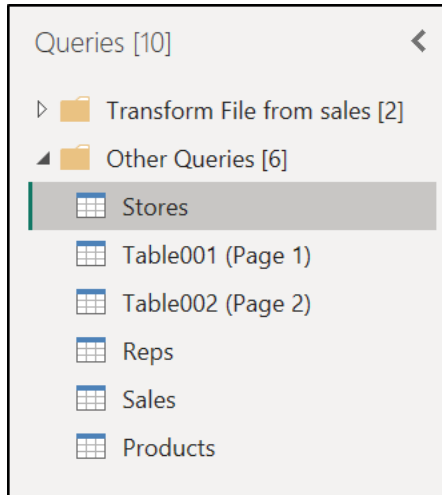 Queries [10]
Transform File from sales [2]
Other Queries [6]
Stores
Table001 (Page 1)
Table002 (Page 2)
Reps
Sales
Products